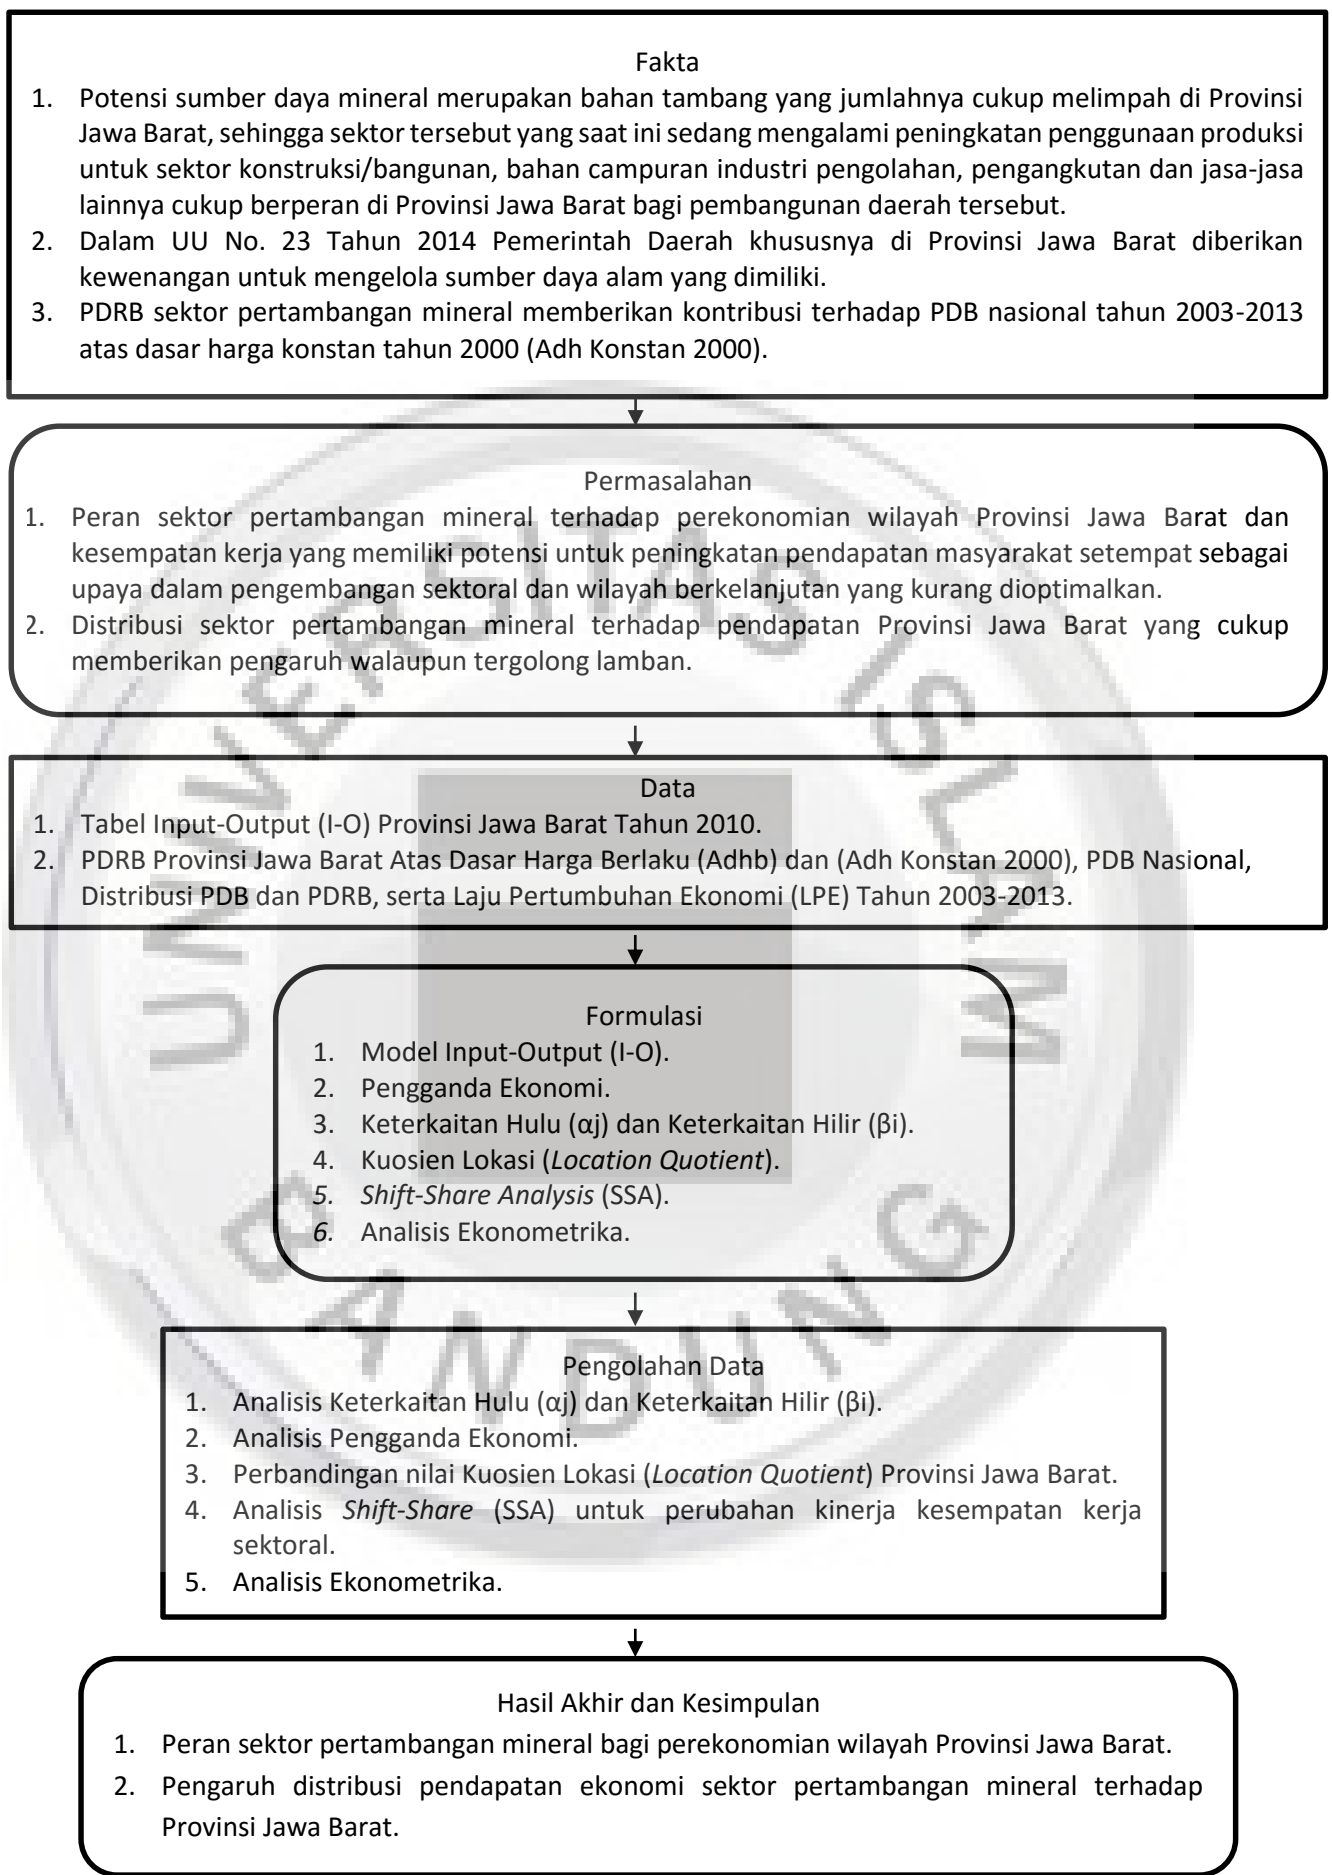 Fakta
1. Potensi sumber daya mineral merupakan bahan tambang yang jumlahnya cukup melimpah di Provinsi
Jawa Barat, sehingga sektor tersebut yang saat ini sedang mengalami peningkatan penggunaan produksi
untuk sektor konstruksi/bangunan, bahan campuran industri pengolahan, pengangkutan dan jasa-jasa
lainnya cukup berperan di Provinsi Jawa Barat bagi pembangunan daerah tersebut.
2. Dalam UU No. 23 Tahun 2014 Pemerintah Daerah khususnya di Provinsi Jawa Barat diberikan
kewenangan untuk mengelola sumber daya alam yang dimiliki.
3. PDRB sektor pertambangan mineral memberikan kontribusi terhadap PDB nasional tahun 2003-2013
atas dasar harga konstan tahun 2000 (Adh Konstan 2000).
Permasalahan
1. Peran sektor pertambangan mineral terhadap perekonomian wilayah Provinsi Jawa Barat dan
kesempatan kerja yang memiliki potensi untuk peningkatan pendapatan masyarakat setempat sebagai
upaya dalam pengembangan sektoral dan wilayah berkelanjutan yang kurang dioptimalkan.
2. Distribusi sektor pertambangan mineral terhadap pendapatan Provinsi Jawa Barat yang cukup
memberikan pengaruh walaupun tergolong lamban.
Data
1. Tabel Input-Output (I-O) Provinsi Jawa Barat Tahun 2010.
2. PDRB Provinsi Jawa Barat Atas Dasar Harga Berlaku (Adhb) dan (Adh Konstan 2000), PDB Nasional,
Distribusi PDB dan PDRB, serta Laju Pertumbuhan Ekonomi (LPE) Tahun 2003-2013.
Formulasi
1. Model Input-Output (I-O).
2. Pengganda Ekonomi.
3. Keterkaitan Hulu (αj) dan Keterkaitan Hilir (βi).
4. Kuosien Lokasi (Location Quotient).
5. Shift-Share Analysis (SSA).
6. Analisis Ekonometrika.
Pengolahan Data
1. Analisis Keterkaitan Hulu (αj) dan Keterkaitan Hilir (βi).
2. Analisis Pengganda Ekonomi.
3. Perbandingan nilai Kuosien Lokasi (Location Quotient) Provinsi Jawa Barat.
4. Analisis Shift-Share (SSA) untuk perubahan kinerja kesempatan kerja
sektoral.
5. Analisis Ekonometrika.
Hasil Akhir dan Kesimpulan
1. Peran sektor pertambangan mineral bagi perekonomian wilayah Provinsi Jawa Barat.
2. Pengaruh distribusi pendapatan ekonomi sektor pertambangan mineral terhadap
Provinsi Jawa Barat.
UNIVERSITAS ISLAM
BANDUNG